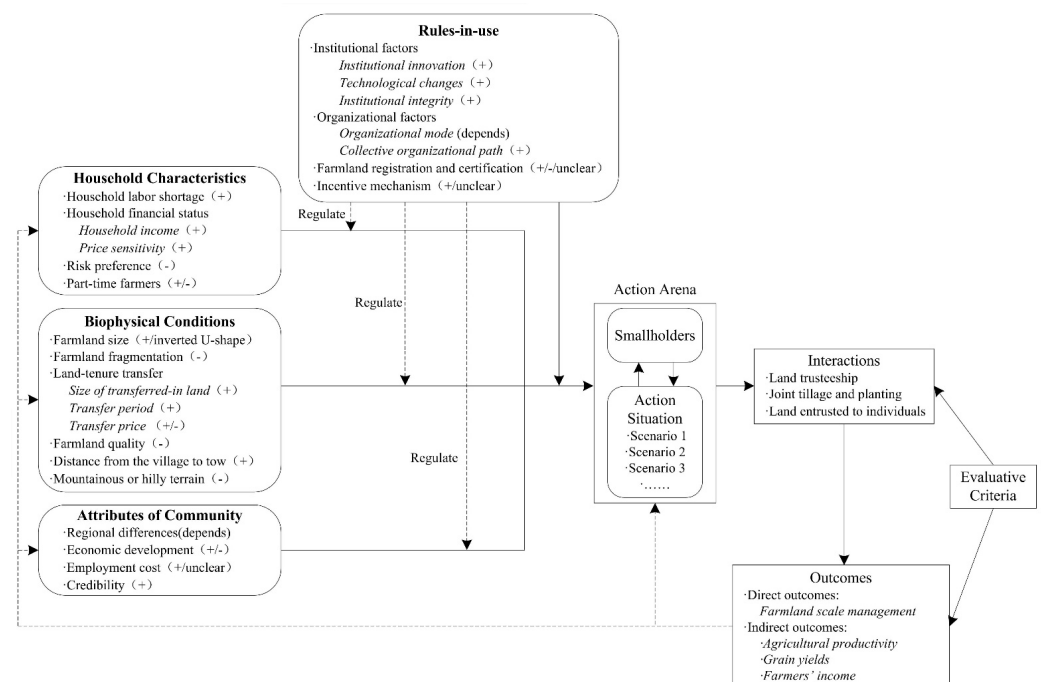 Rules-in-use
·Institutional factors
Institutional innovation（+）
Technological changes（+）
Institutional integrity（+）
·Organizational factors
Organizational mode (depends)
Collective organizational path（+）
·Farmland registration and certification（+/-/unclear）
·Incentive mechanism（+/unclear）
Household Characteristics
·Household labor shortage（+）
·Household financial status
Household income（+）
Price sensitivity（+）
·Risk preference（-）
·Part-time farmers（+/-）
Regulate
Biophysical Conditions
·Farmland size（+/inverted U-shape）
·Farmland fragmentation（-）
·Land-tenure transfer
Size of transferred-in land（+）
Transfer period（+）
Transfer price（+/-）
·Farmland quality（-）
·Distance from the village to tow（+）
·Mountainous or hilly terrain（-）
Regulate
Regulate
Attributes of Community
·Regional differences(depends)
·Economic development（+/-）
·Employment cost（+/unclear）
·Credibility（+）
Action Arena
Smallholders
Action
Situation
·Scenario 1
·Scenario 2
·Scenario 3
·……
Interactions
·Land trusteeship
·Joint tillage and planting
·Land entrusted to individuals
Evaluative
Criteria
Outcomes
·Direct outcomes:
Farmland scale management
·Indirect outcomes:
·Agricultural productivity
·Grain yields
·Farmers' income